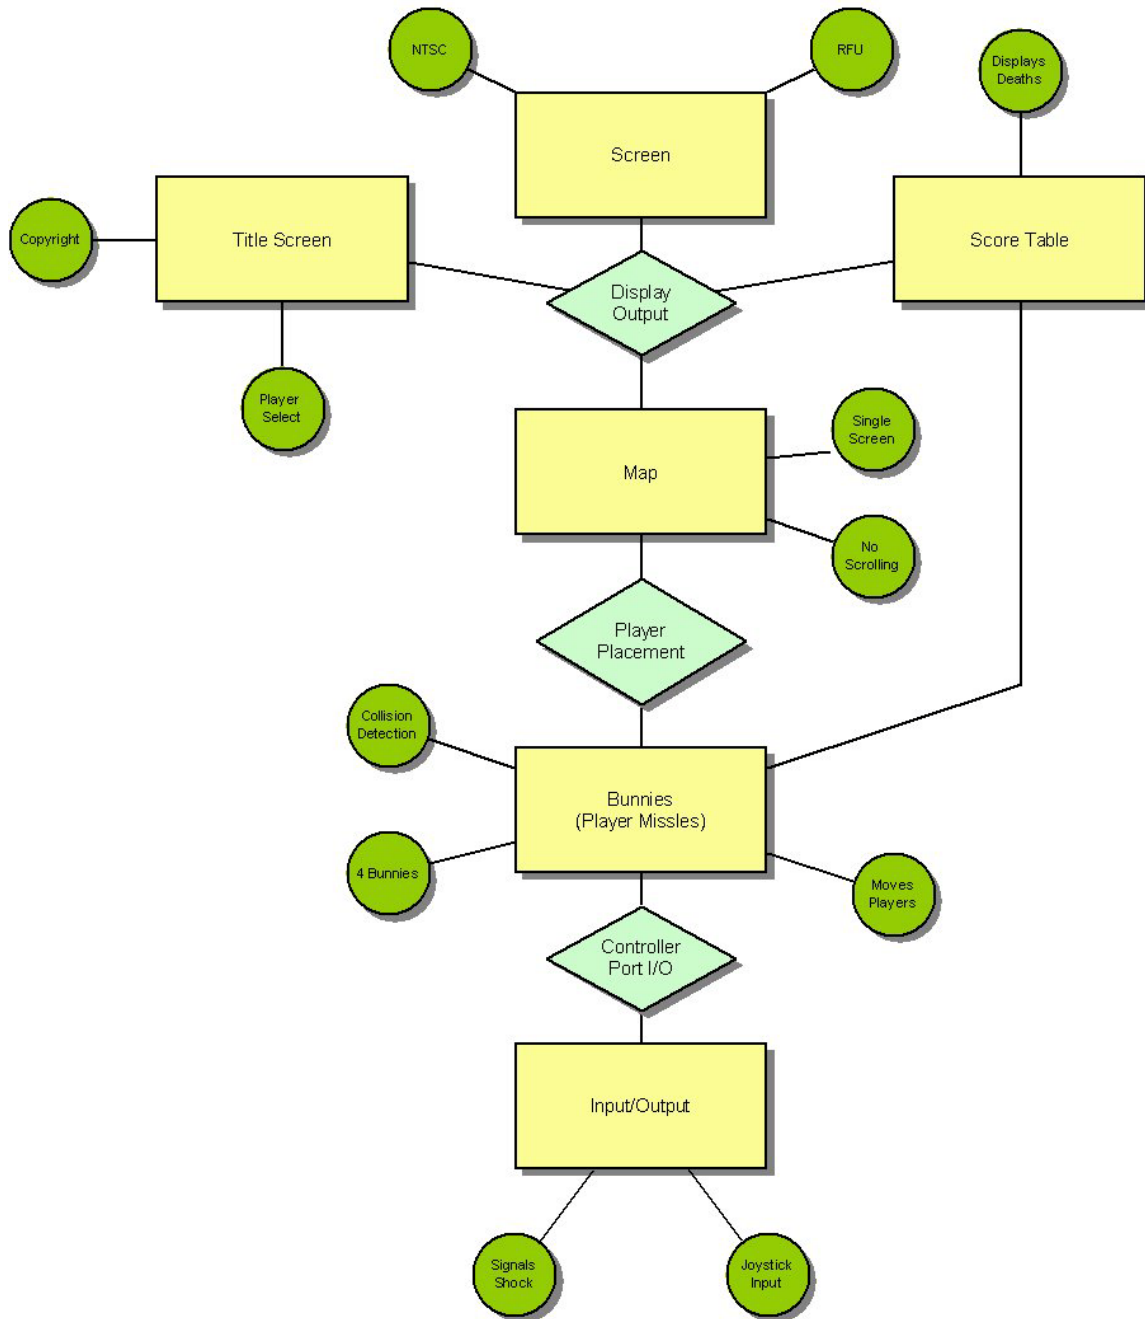 NTSC
RFU
Displays
Deaths
Screen
Copyright
Title Screen
Score Table
Display
Output
Player
Select
Single
Screen
Map
No
Scrolling
Player
Placement
Collision
Detection
Bunnies
(Player Missles)
4 Bunnies
Moves
Players
Controller
Port I/O
Input/Output
Signals
Shock
Joystick
Input